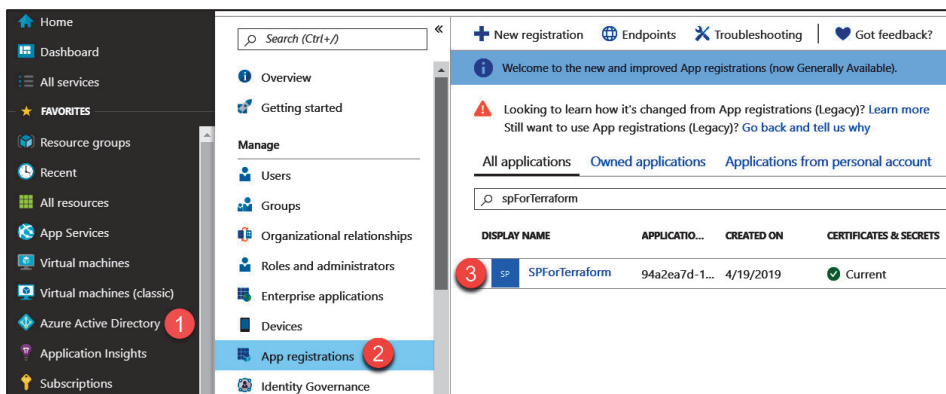 Home
Dashboard
All services
FAVORITES
Resource groups
Recent
All resources
App Services
Virtual machines
Virtual machines (classic)
Azure Active Directory 1
Application Insights
Subscriptions
Search (Ctrl+/)
«
Overview
Getting started
Manage
Users
Groups
Organizational relationships
Roles and administrators
Enterprise applications
Devices
App registrations 2
Identity Governance
New registration Endpoints Troubleshooting Got feedback?
Welcome to the new and improved App registrations (now Generally Available).
Looking to learn how it's changed from App registrations (Legacy)? Learn more
Still want to use App registrations (Legacy)? Go back and tell us why
All applications Owned applications Applications from personal account
spForTerraform
DISPLAY NAME APPLICATIO... CREATED ON CERTIFICATES & SECRETS
3 SP SPForTerraform 94a2ea7d-1... 4/19/2019 Current